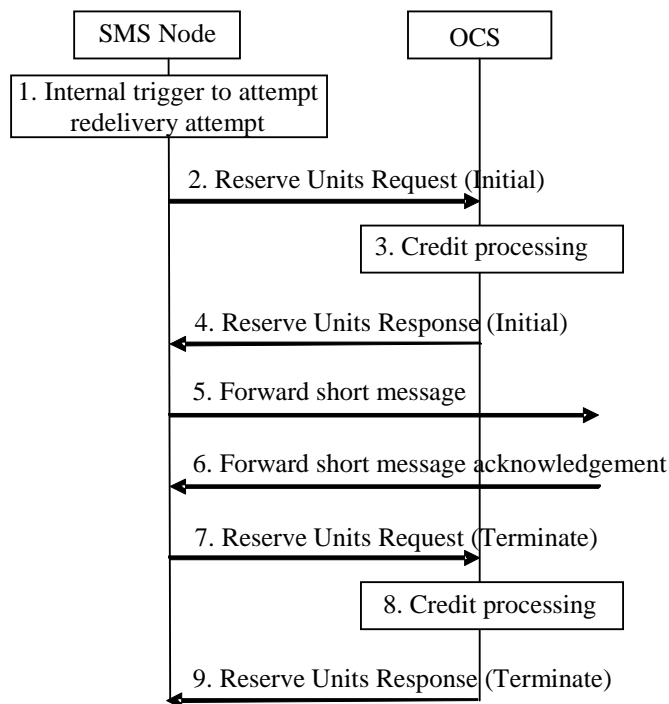 SMS Node
OCS
1. Internal trigger to attempt
redelivery attempt
2. Reserve Units Request (Initial)
3. Credit processing
4. Reserve Units Response (Initial)
5. Forward short message
6. Forward short message acknowledgement
7. Reserve Units Request (Terminate)
8. Credit processing
9. Reserve Units Response (Terminate)